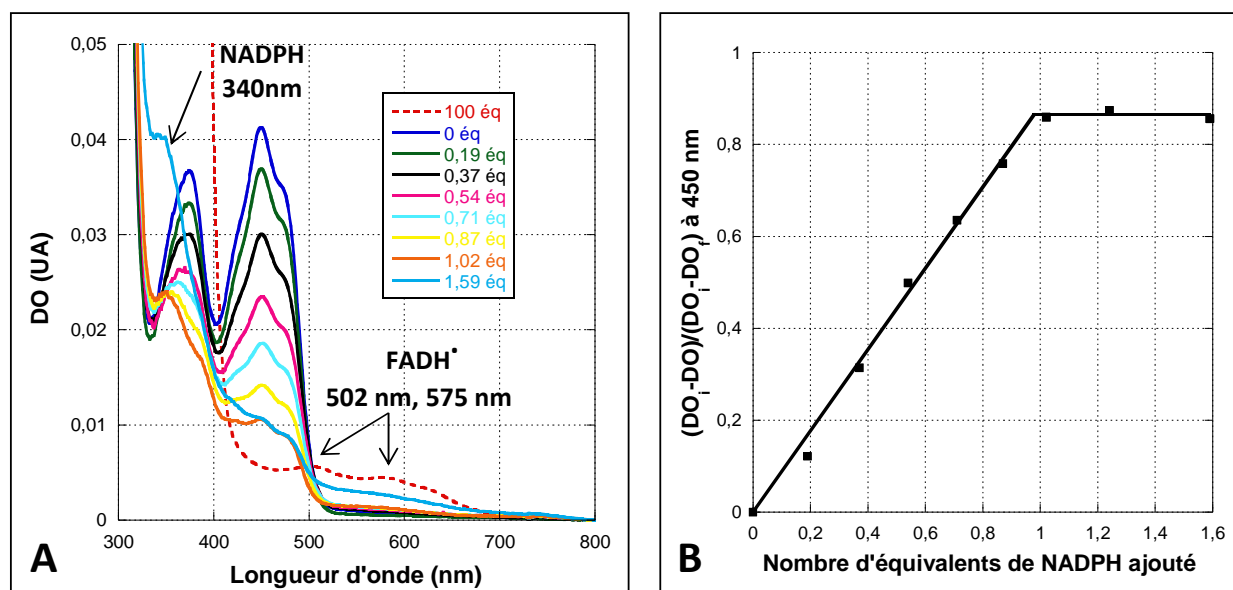 0,05
0,04
0,03
0,02
0,01
0
DO (UA)
NADPH
340nm
100 éq
0 éq
0,19 éq
0,37 éq
0,54 éq
0,71 éq
0,87 éq
1,02 éq
1,59 éq
FADH•
502 nm, 575 nm
300 400 500 600 700 800
Longueur d'onde (nm)
A
1
0,8
0,6
0,4
0,2
0
(DOi-DO)/(DOi-DOf) à 450 nm
0 0,2 0,4 0,6 0,8 1 1,2 1,4 1,6
Nombre d'équivalents de NADPH ajouté
B